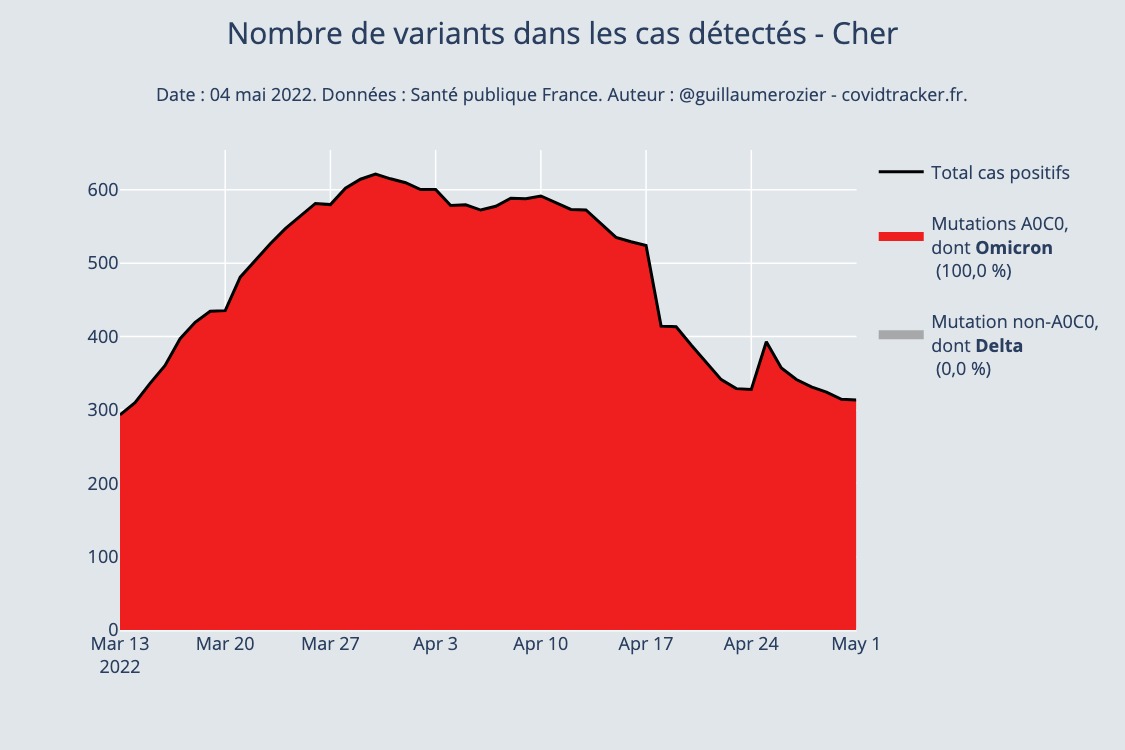 Nombre de variants dans les cas détectés - Cher
Date : 04 mai 2022. Données : Santé publique France. Auteur : @guillaumerozier - covidtracker.fr.
600
500
400
300
200
100
0
Mar 13
2022
Mar 20
Mar 27
Apr 3
Apr 10
Apr 17
Apr 24
May 1
Total cas positifs
Mutations A0C0,
dont Omicron
(100,0 %)
Mutation non-A0C0,
dont Delta
(0,0 %)